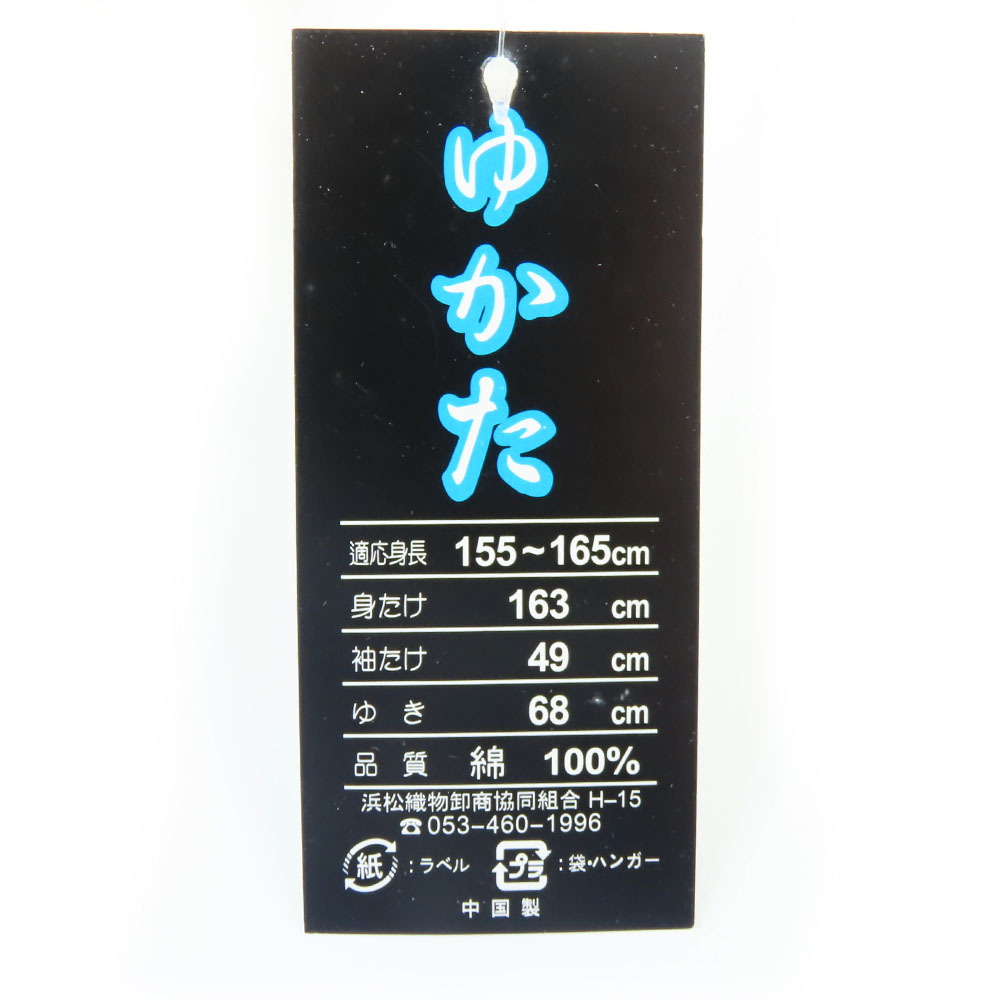 ゆかた
適応身長 155~165cm
身たけ 163 cm
袖たけ 49 cm
ゆき 68 cm
品質 綿 100%
浜松織物卸商協同組合 H-15
☎053-460-1996
紙:ラベル プラ:袋・ハンガー
中国製